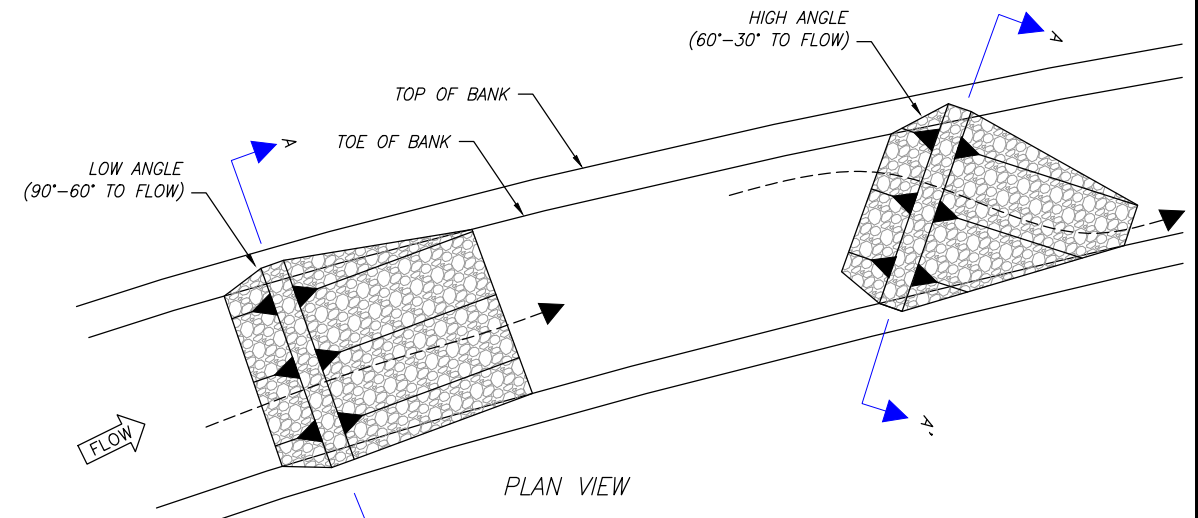 HIGH ANGLE
(60°-30° TO FLOW)
A
TOP OF BANK
TOE OF BANK
A
LOW ANGLE
(90°-60° TO FLOW)
A'
FLOW
PLAN VIEW